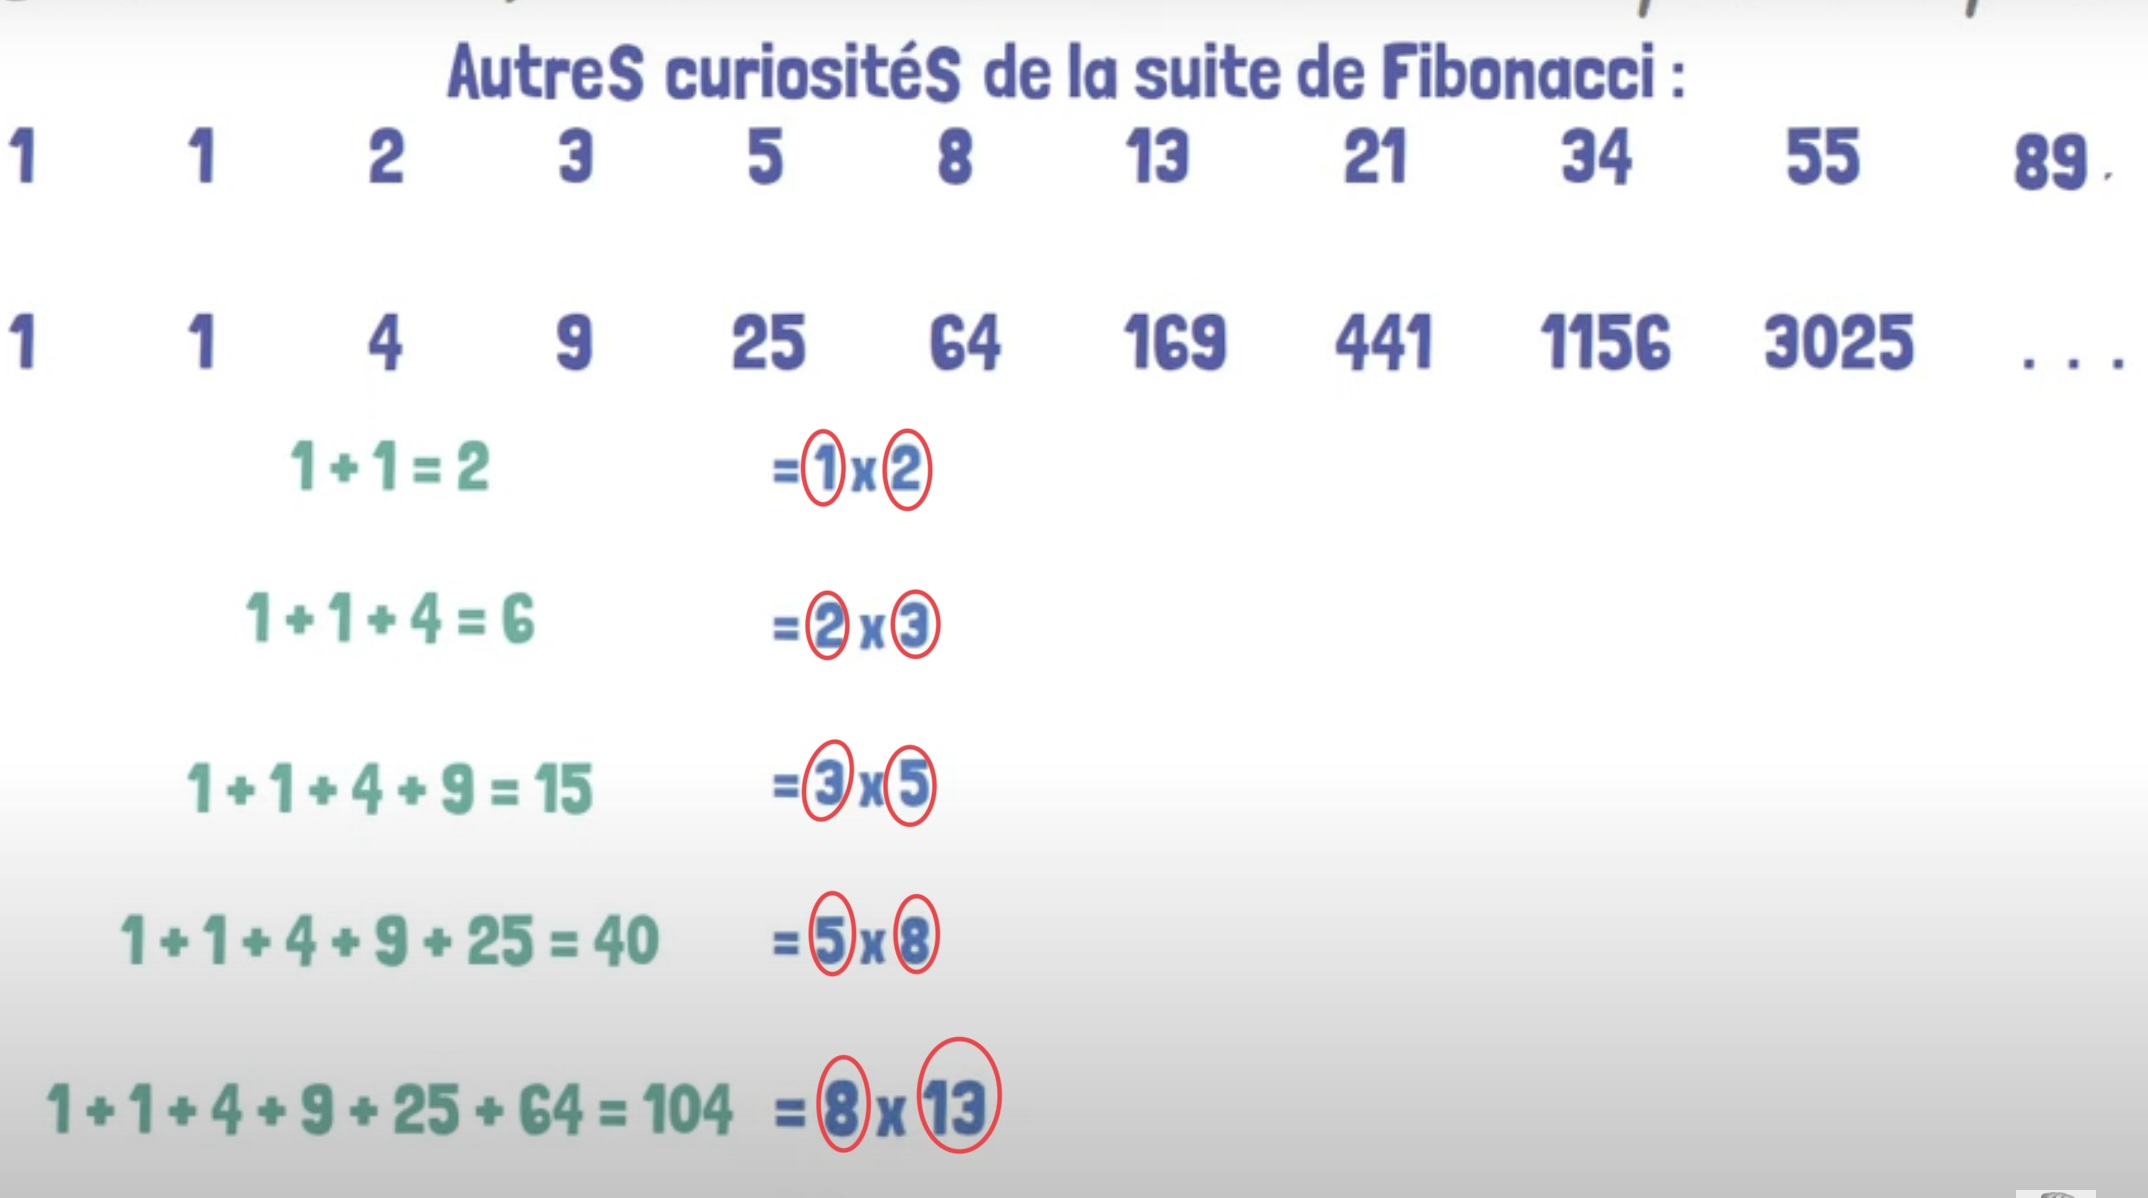 Autres curiosités de la suite de Fibonacci :
1 1 2 3 5 8 13 21 34 55 89
1 1 4 9 25 64 169 441 1156 3025 . . .
1 + 1 = 2 = 1 x 2
1 + 1 + 4 = 6 = 2 x 3
1 + 1 + 4 + 9 = 15 = 3 x 5
1 + 1 + 4 + 9 + 25 = 40 = 5 x 8
1 + 1 + 4 + 9 + 25 + 64 = 104 = 8 x 13